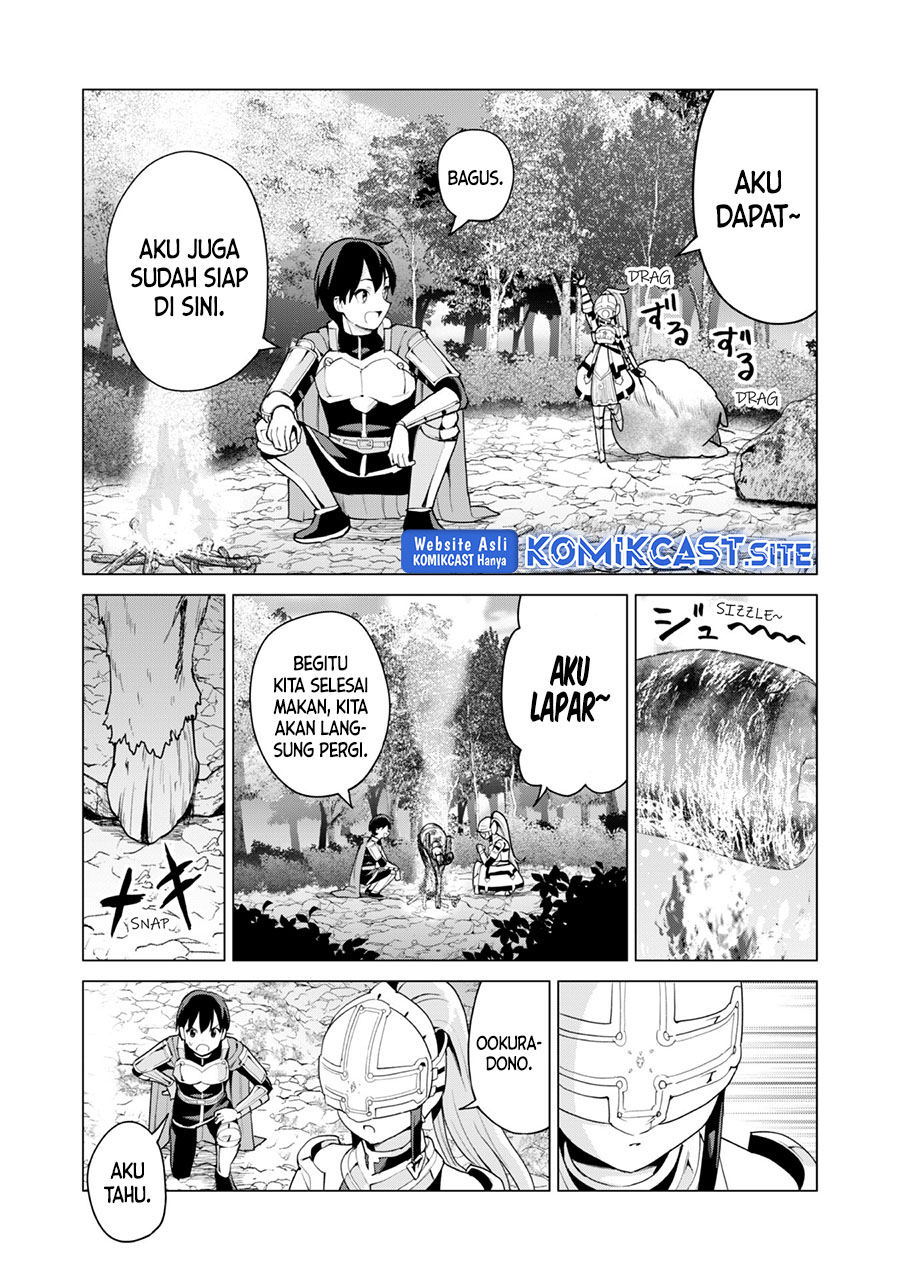 AKU
DAPAT~
BAGUS.
AKU JUGA
SUDAH SIAP
DI SINI.
DRAG
ずる
ずる
DRAG
Website Asli
KOMIKCAST Hanya
KOMIKCAST.SITE
SIZZLE~
ジュ〜
AKU
LAPAR~
BEGITU
KITA SELESAI
MAKAN, KITA
AKAN LANG-
SUNG PERGI.
メキ
SNAP
OOKURA-
DONO.
AKU
TAHU.